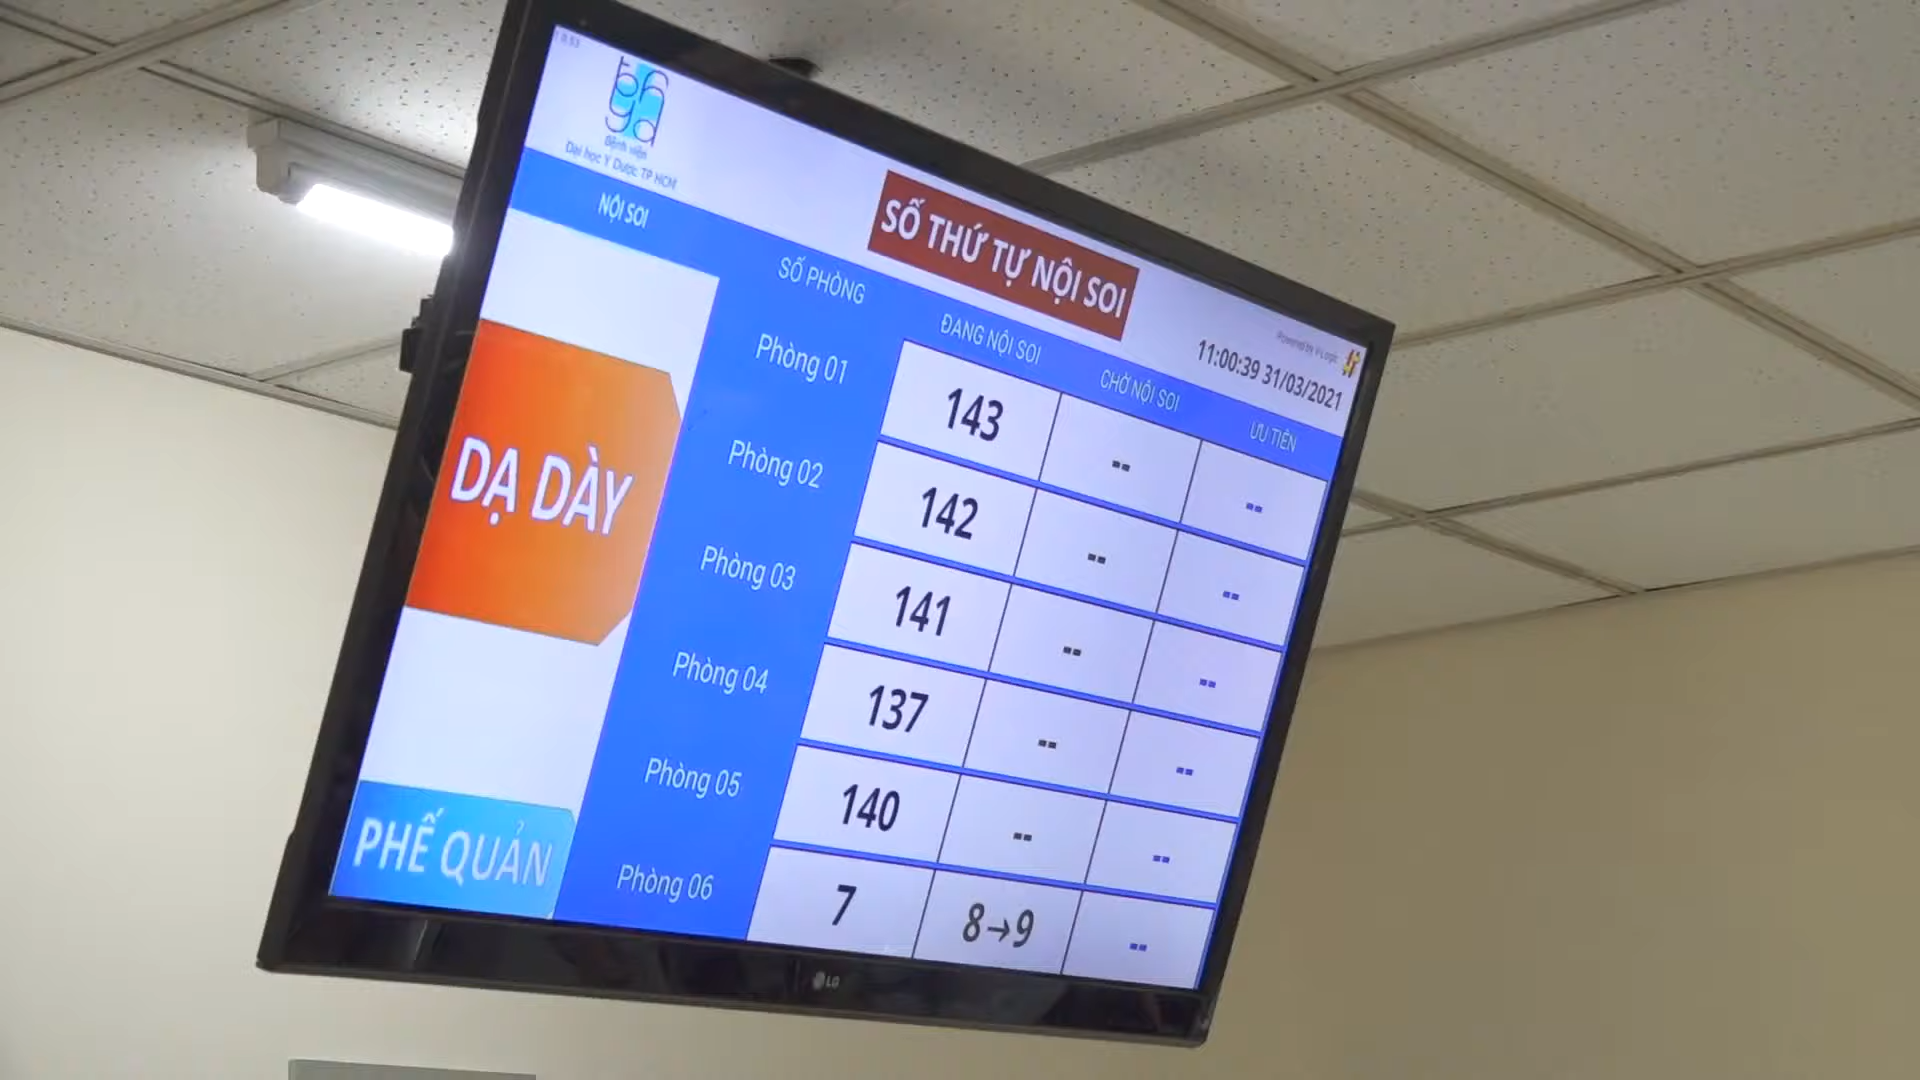 Bệnh viện
Đại học Y Dược TP HCM
SỐ THỨ TỰ NỘI SOI
Powered by
11:00:39 31/03/2021
NỘI SOI
SỐ PHÒNG
ĐANG NỘI SOI
CHỜ NỘI SOI
ƯU TIÊN
DẠ DÀY
Phòng 01 143 -- --
Phòng 02 142 -- --
Phòng 03 141 -- --
Phòng 04 137 -- --
Phòng 05 140 -- --
PHẾ QUẢN
Phòng 06 7 8→9 --
LG